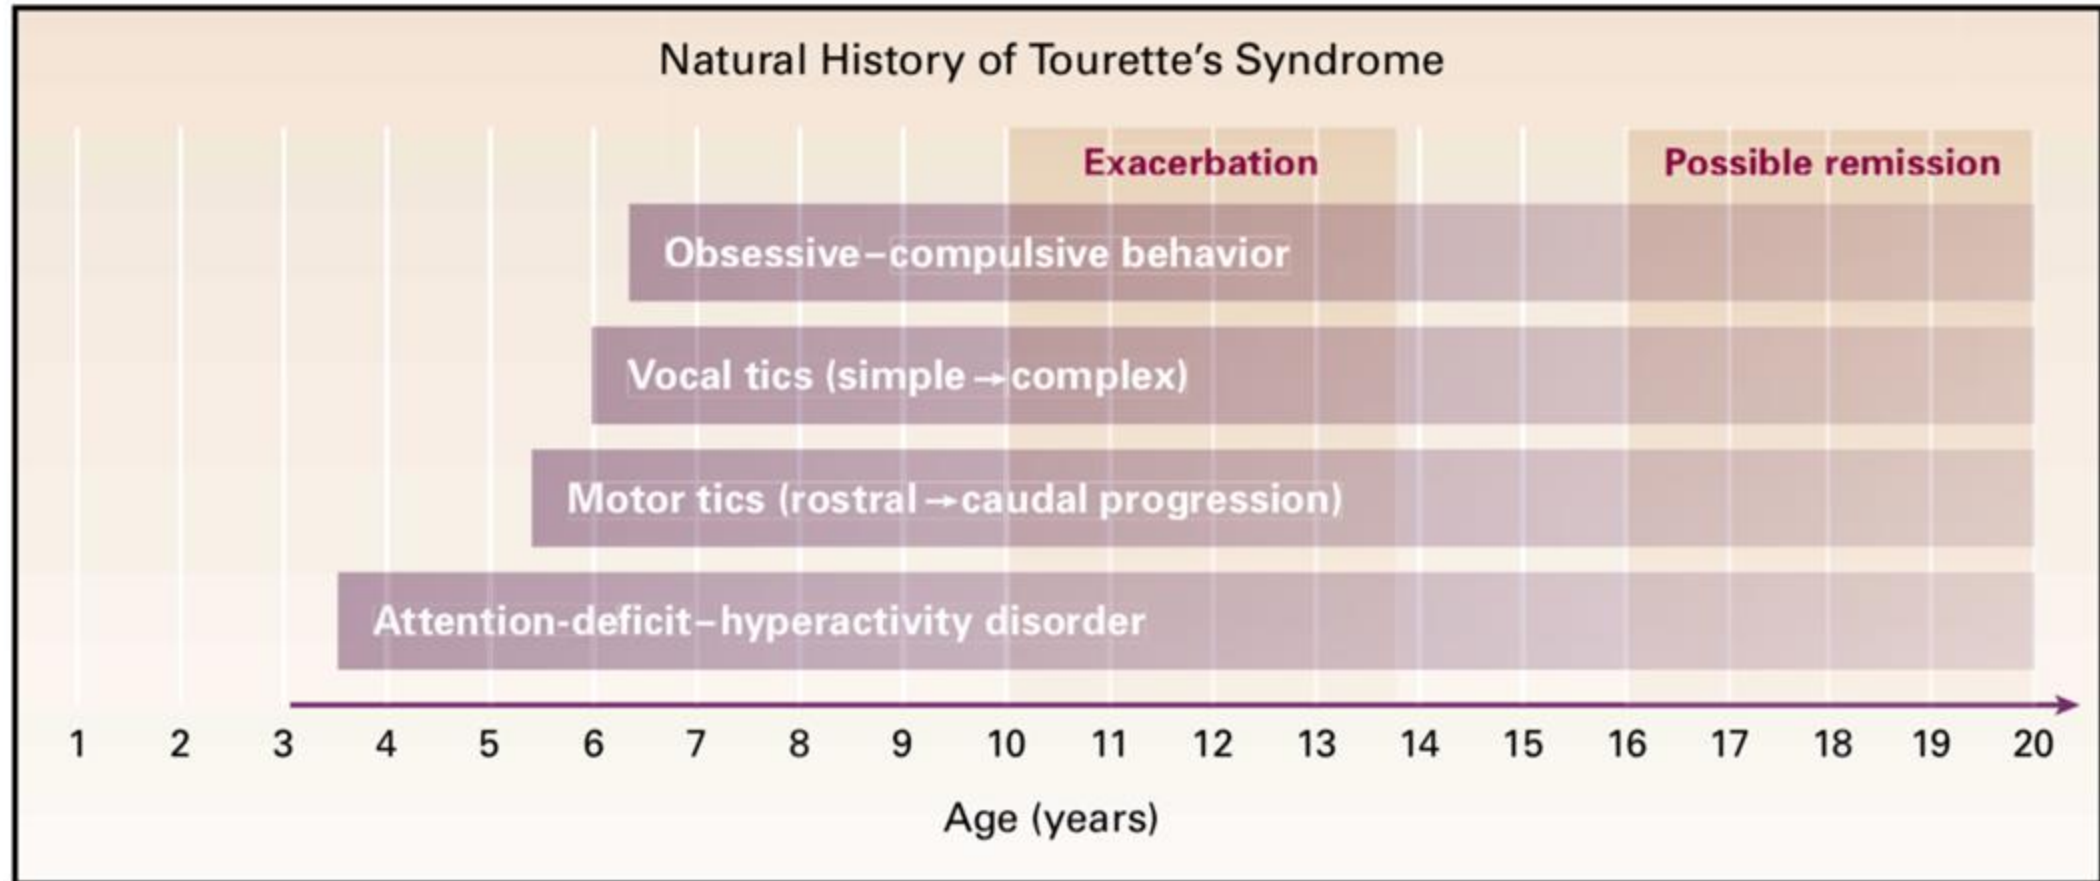 Natural History of Tourette's Syndrome
Exacerbation
Possible remission
Obsessive–compulsive behavior
Vocal tics (simple→complex)
Motor tics (rostral→caudal progression)
Attention-deficit–hyperactivity disorder
1 2 3 4 5 6 7 8 9 10 11 12 13 14 15 16 17 18 19 20
Age (years)